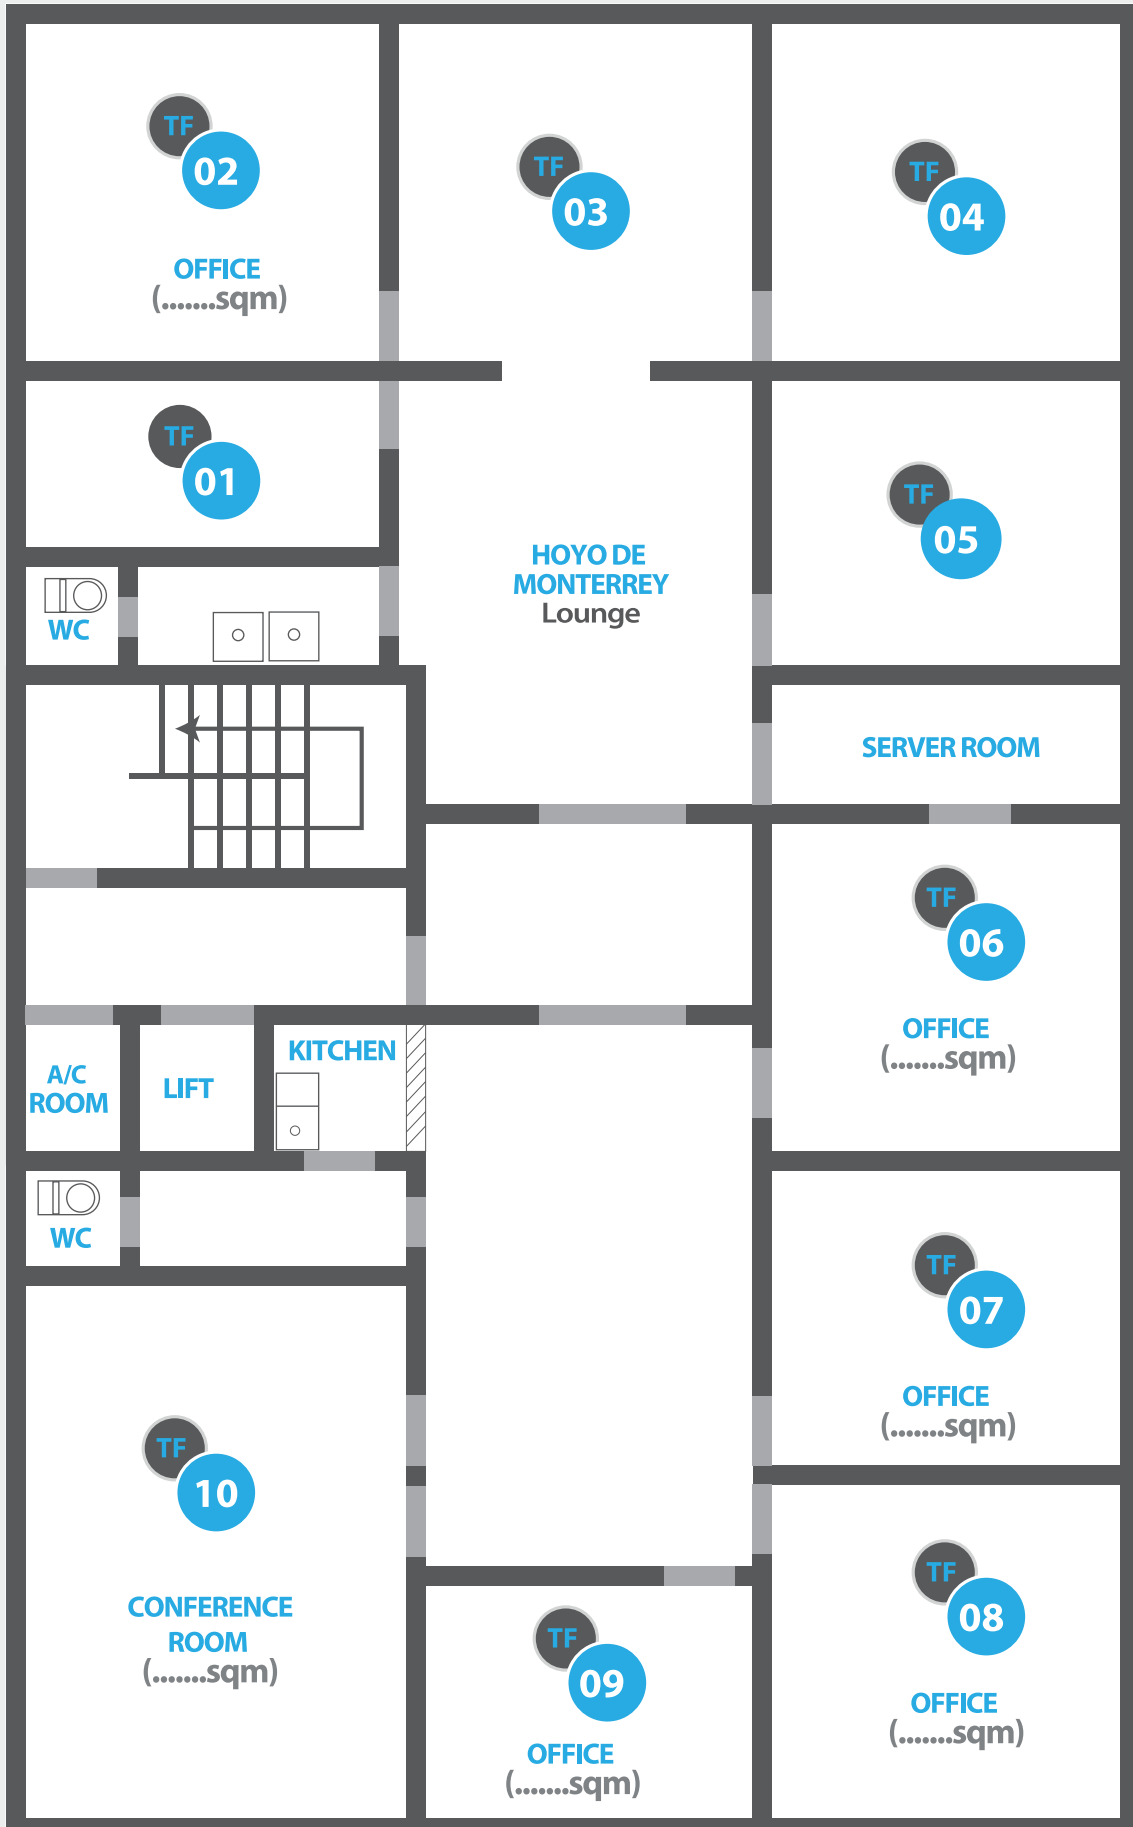 TF
02
OFFICE
(.......sqm)
TF
03
TF
04
TF
01
TF
05
HOYO DE
MONTERREY
Lounge
WC
SERVER ROOM
TF
06
OFFICE
(.......sqm)
KITCHEN
A/C
ROOM
LIFT
WC
TF
07
OFFICE
(.......sqm)
TF
10
CONFERENCE
ROOM
(.......sqm)
TF
08
OFFICE
(.......sqm)
TF
09
OFFICE
(.......sqm)